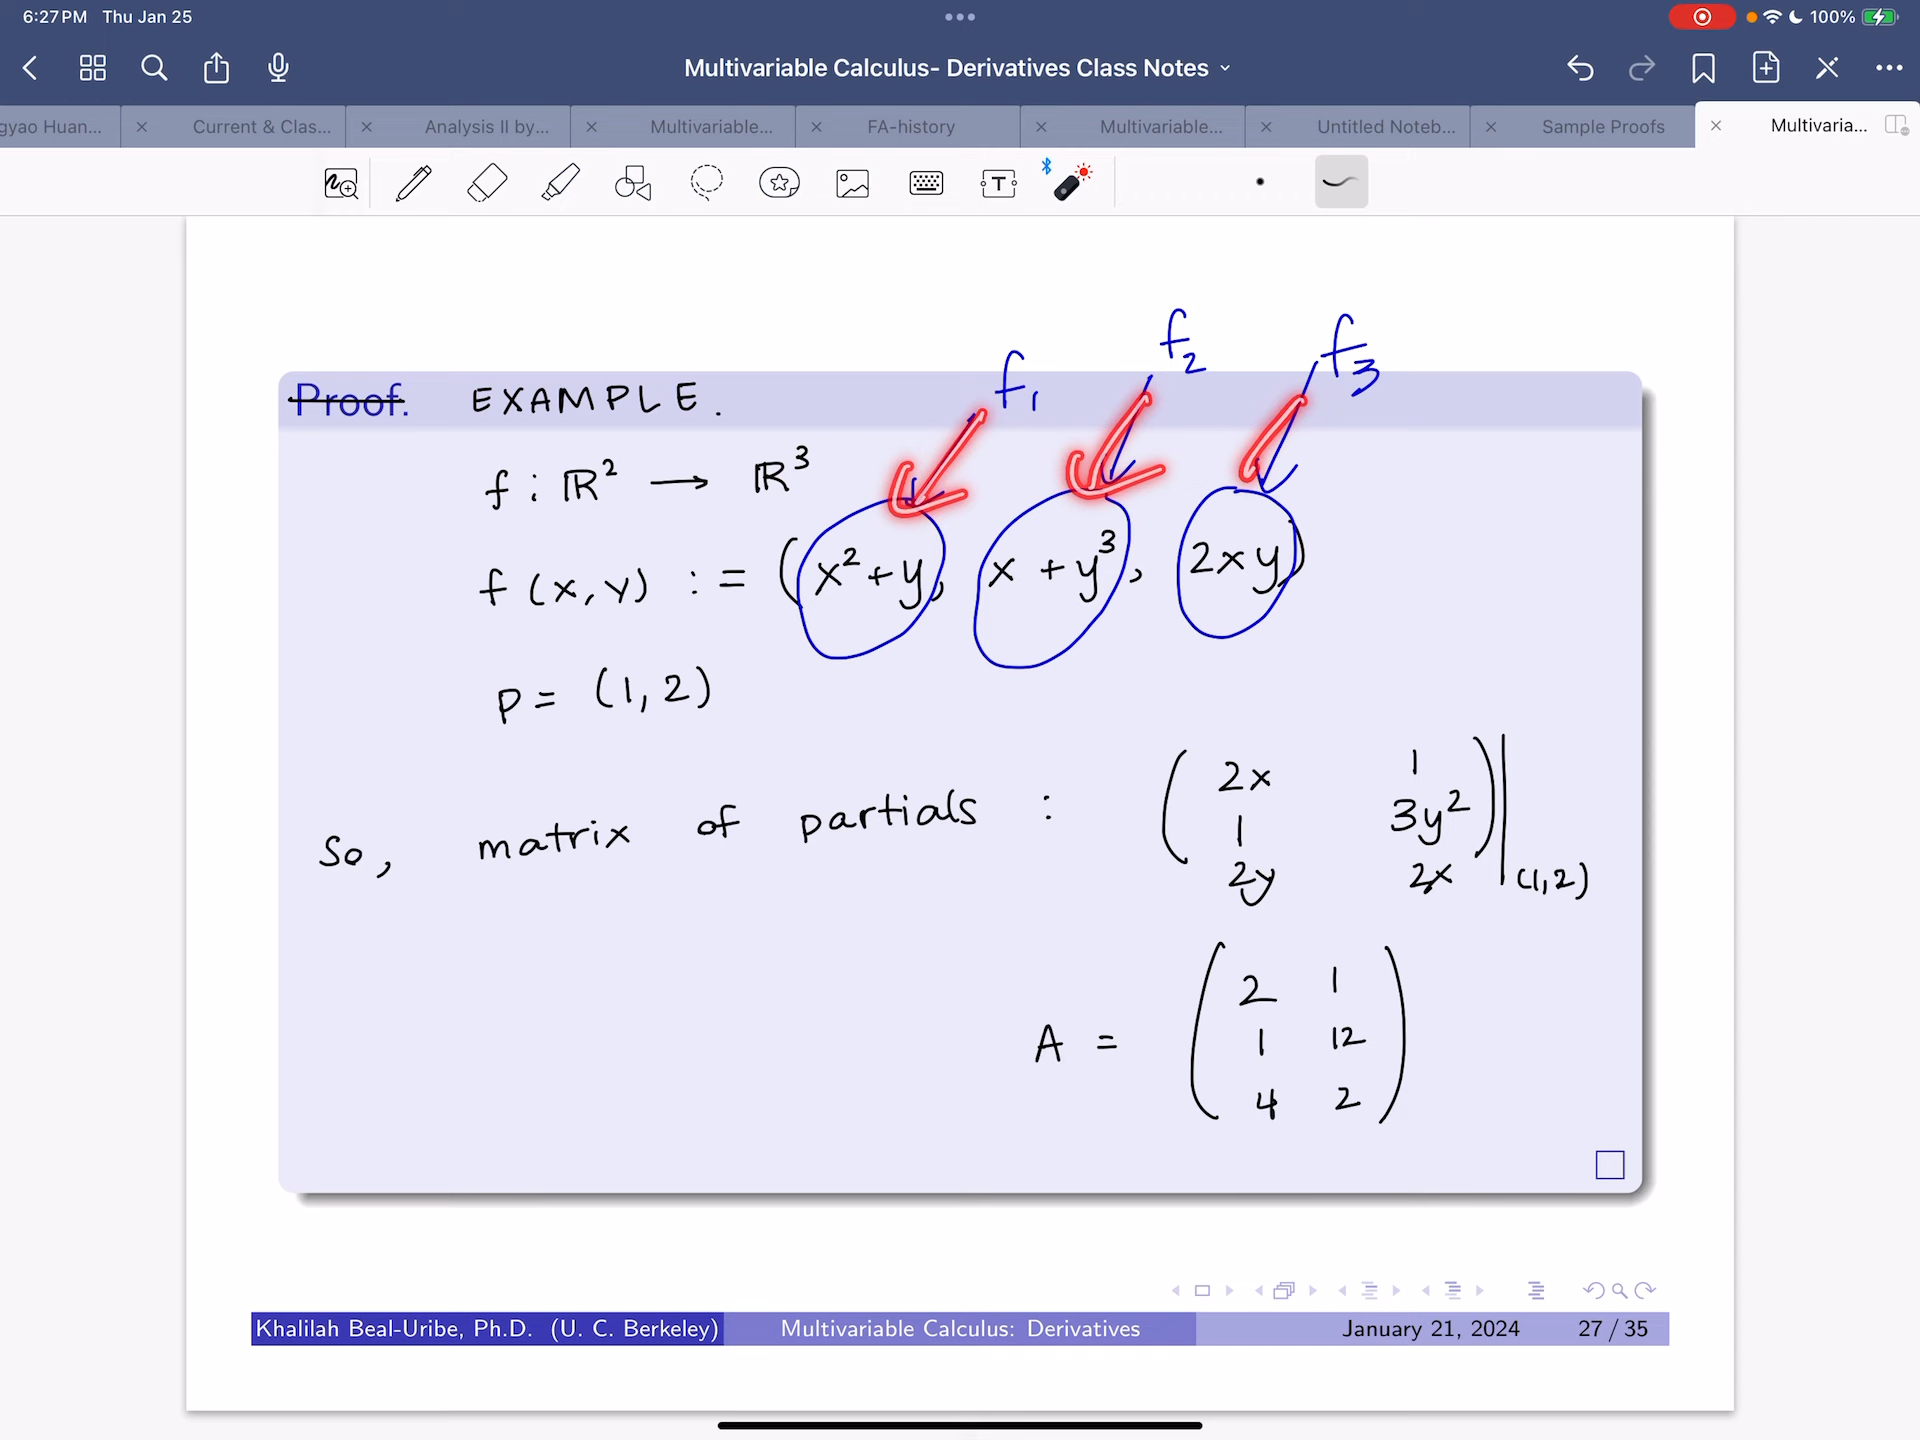 6:27 PM Thu Jan 25
100%
Multivariable Calculus- Derivatives Class Notes
gyao Huan...
Current & Clas...
Analysis II by...
Multivariable...
FA-history
Multivariable...
Untitled Noteb...
Sample Proofs
Multivaria...
T
f₁ f₂ f₃
Proof. EXAMPLE.
f : ℝ² → ℝ³
f(x,y) := (x²+y, x+y³, 2xy)
P = (1,2)
So, matrix of partials :
2x 1
1 3y²
2y 2x
(1,2)
A =
2 1
1 12
4 2
Khalilah Beal-Uribe, Ph.D. (U. C. Berkeley) Multivariable Calculus: Derivatives January 21, 2024 27 / 35